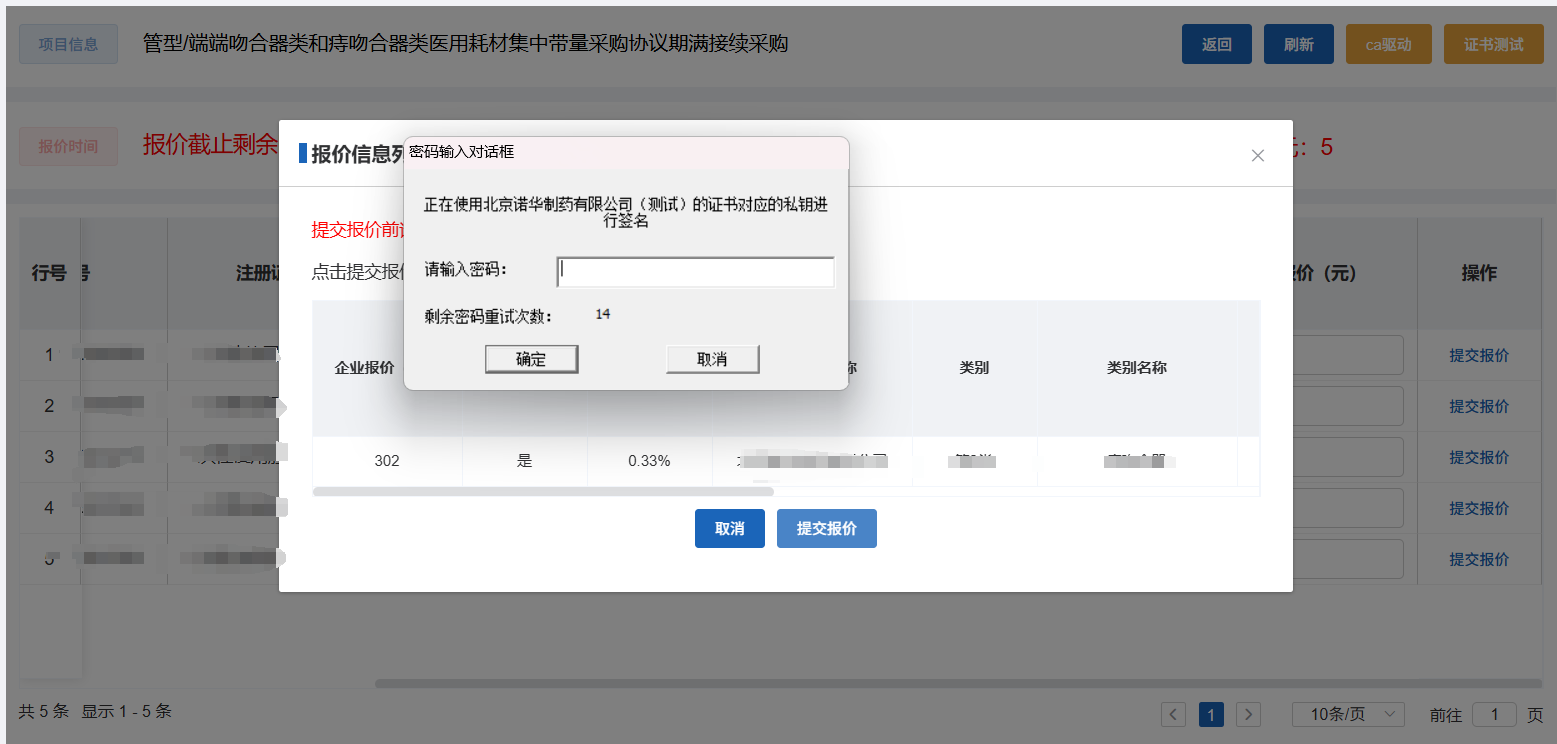 项目信息 管型/端端吻合器类和痔吻合器类医用耗材集中带量采购协议期满接续采购 返回 刷新 ca驱动 证书测试
报价时间 报价截止剩余 元：5
报价信息列
密码输入对话框
正在使用北京诺华制药有限公司（测试）的证书对应的私钥进
行签名
提交报价前请
请输入密码：
点击提交报价
剩余密码重试次数： 14
确定 取消
行号 号 注册证 报价（元） 操作
企业报价 称 类别 类别名称
302 是 0.33%
取消 提交报价
1 提交报价
2 提交报价
3 提交报价
4 提交报价
5 提交报价
共 5 条 显示 1 - 5 条 1 10条/页 前往 1 页